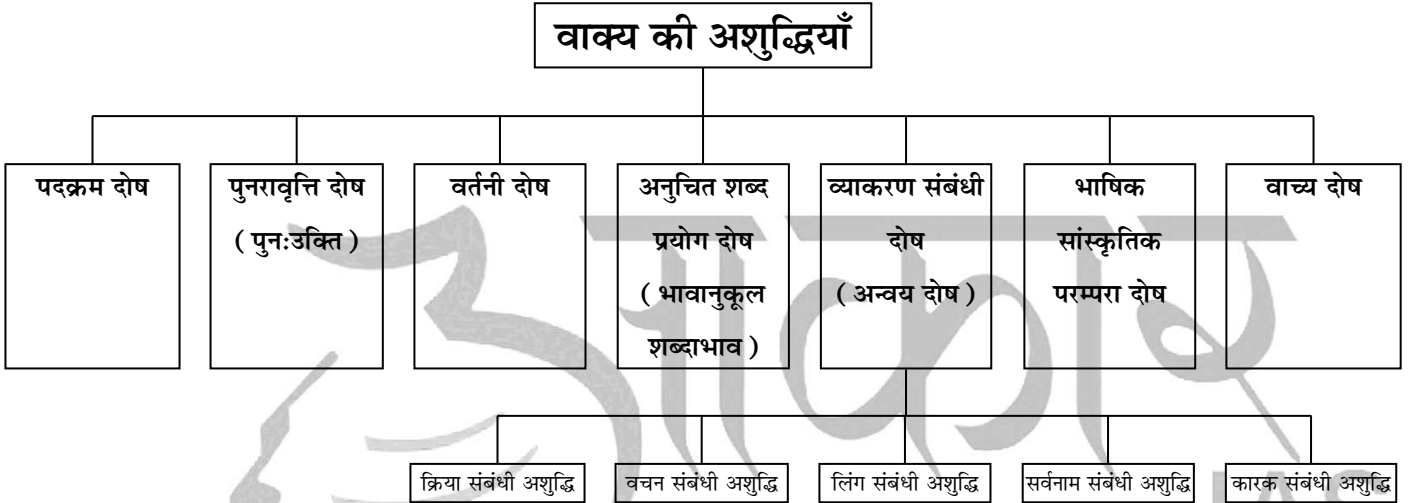 वाक्य की अशुद्धियाँ
पदक्रम दोष
पुनरावृत्ति दोष
( पुनःउक्ति )
वर्तनी दोष
अनुचित शब्द
प्रयोग दोष
( भावानुकूल
शब्दाभाव )
व्याकरण संबंधी
दोष
( अन्वय दोष )
भाषिक
सांस्कृतिक
परम्परा दोष
वाच्य दोष
क्रिया संबंधी अशुद्धि
वचन संबंधी अशुद्धि
लिंग संबंधी अशुद्धि
सर्वनाम संबंधी अशुद्धि
कारक संबंधी अशुद्धि
आकार